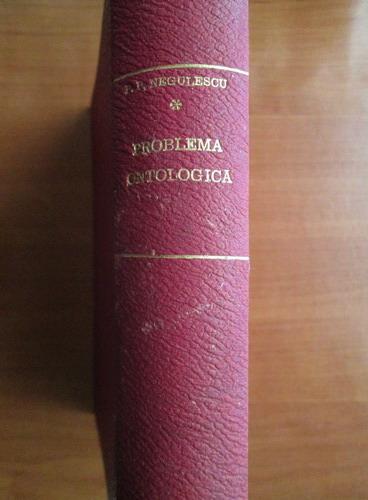 P. P. NEGULESCU
*
PROBLEMA
ONTOLOGICA